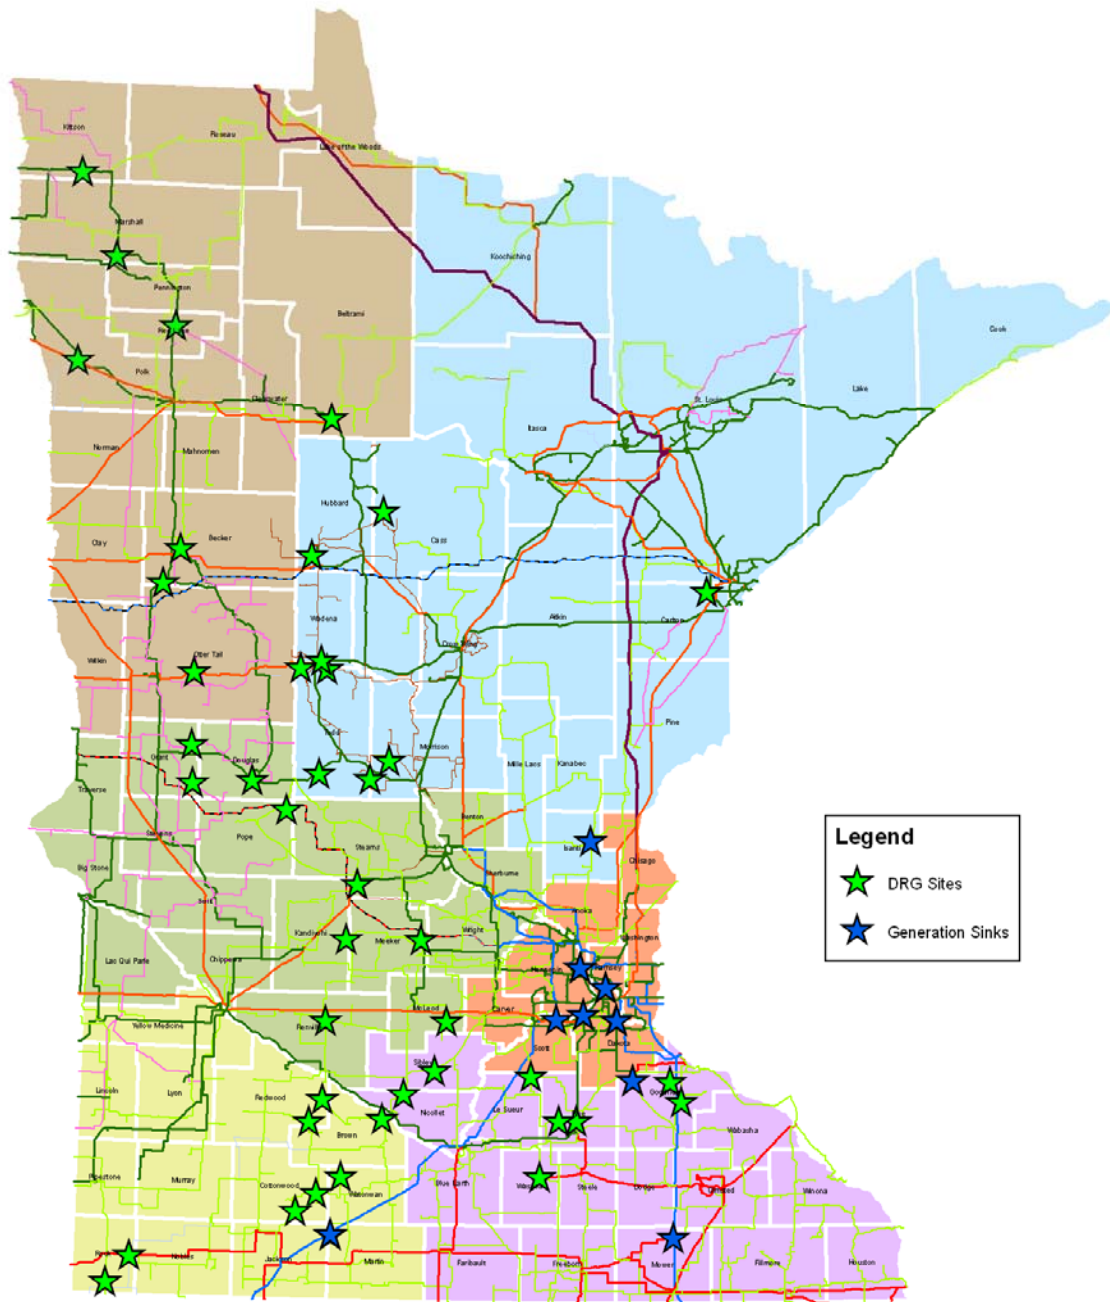 Kittson
Roseau
Lake of the Woods
Marshall
Koochiching
Pennington
Beltrami
Cook
Polk
Lake
Clearwater
St. Louis
Itasca
Norman
Mahnomen
Hubbard
Clay
Becker
Cass
Wadena
Aitkin
Carlton
Crow Wing
Wilkin
Otter Tail
Pine
Todd
Morrison
Grant
Douglas
Mille Lacs
Kanabec
Traverse
Benton
Stevens
Pope
Stearns
Isanti
Legend
Chisago
Big Stone
Sherburne
DRG Sites
Swift
Anoka
Kandiyohi
Meeker
Wright
Washington
Generation Sinks
Lac Qui Parle
Chippewa
Hennepin
Ramsey
McLeod
Carver
Yellow Medicine
Renville
Scott
Dakota
Sibley
Lincoln
Lyon
Redwood
Nicollet
Le Sueur
Goodhue
Brown
Wabasha
Pipestone
Murray
Cottonwood
Watonwan
Blue Earth
Waseca
Steele
Dodge
Olmsted
Winona
Rock
Nobles
Jackson
Martin
Faribault
Freeborn
Mower
Fillmore
Houston